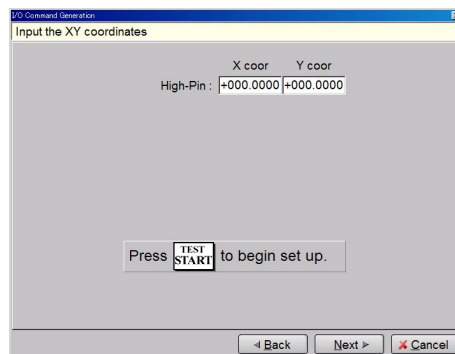 I/O Command Generation
Input the XY coordinates
X coor Y coor
High-Pin : +000.0000 +000.0000
Press TEST START to begin set up.
Back Next Cancel